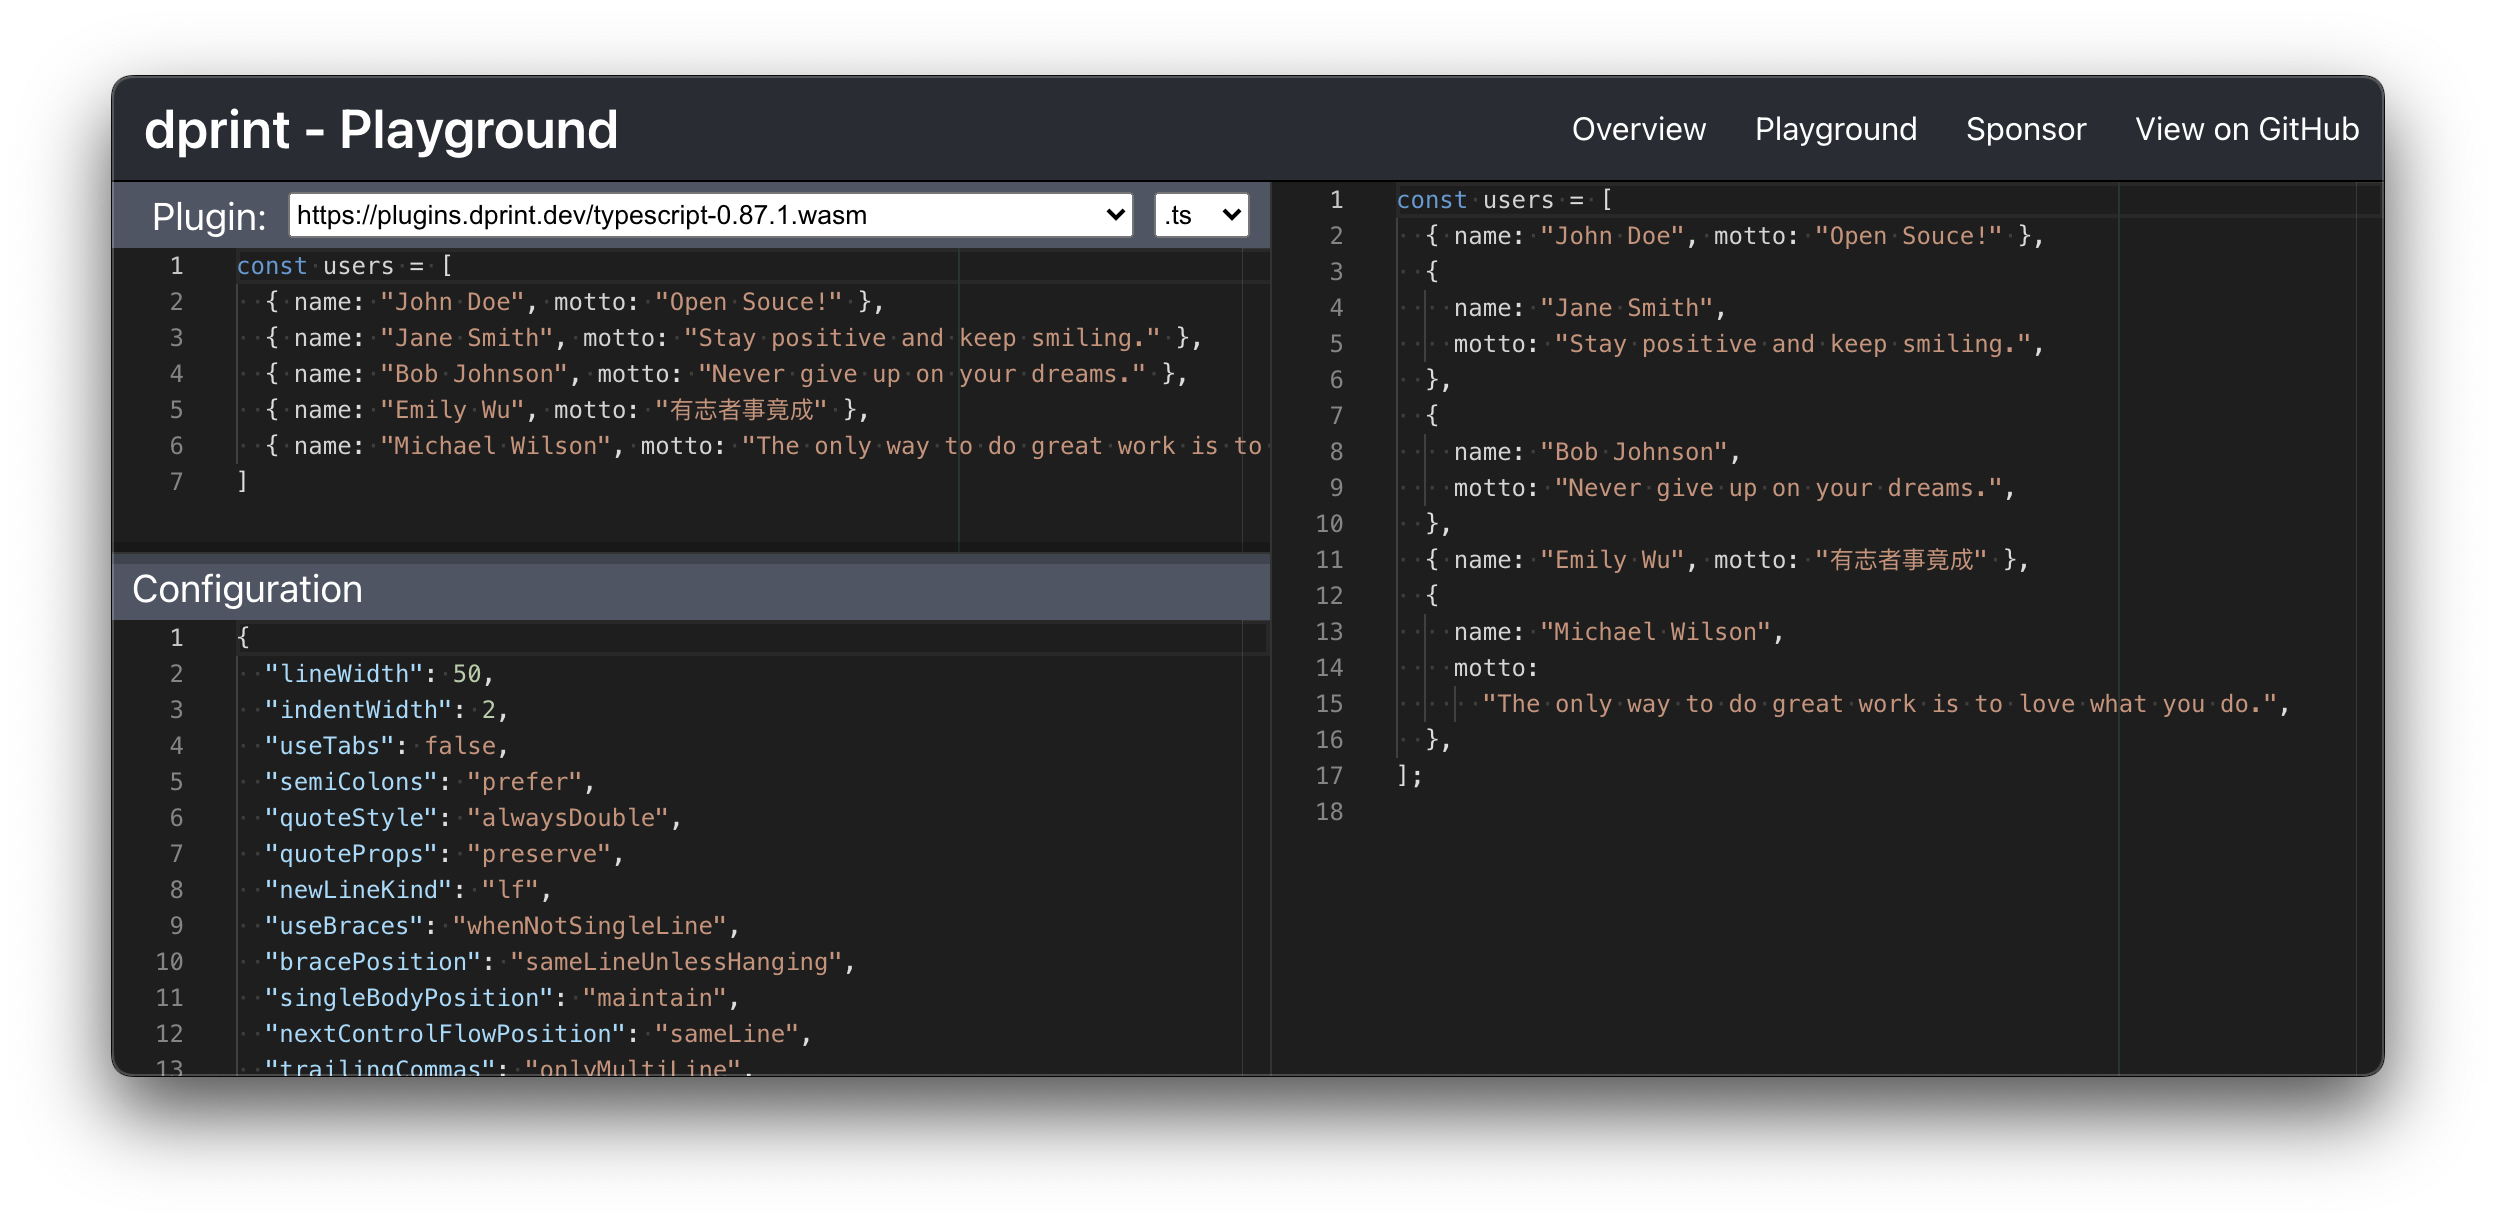 dprint - Playground
Overview Playground Sponsor View on GitHub
Plugin: https://plugins.dprint.dev/typescript-0.87.1.wasm .ts
1 const users = [
2 { name: "John Doe", motto: "Open Souce!" },
3 { name: "Jane Smith", motto: "Stay positive and keep smiling." },
4 { name: "Bob Johnson", motto: "Never give up on your dreams." },
5 { name: "Emily Wu", motto: "有志者事竟成" },
6 { name: "Michael Wilson", motto: "The only way to do great work is to
7 ]
Configuration
1 {
2 "lineWidth": 50,
3 "indentWidth": 2,
4 "useTabs": false,
5 "semiColons": "prefer",
6 "quoteStyle": "alwaysDouble",
7 "quoteProps": "preserve",
8 "newLineKind": "lf",
9 "useBraces": "whenNotSingleLine",
10 "bracePosition": "sameLineUnlessHanging",
11 "singleBodyPosition": "maintain",
12 "nextControlFlowPosition": "sameLine",
13 "trailingCommas": "onlyMultiLine",
1 const users = [
2 { name: "John Doe", motto: "Open Souce!" },
3 {
4 name: "Jane Smith",
5 motto: "Stay positive and keep smiling.",
6 },
7 {
8 name: "Bob Johnson",
9 motto: "Never give up on your dreams.",
10 },
11 { name: "Emily Wu", motto: "有志者事竟成" },
12 {
13 name: "Michael Wilson",
14 motto:
15 "The only way to do great work is to love what you do.",
16 },
17 ];
18